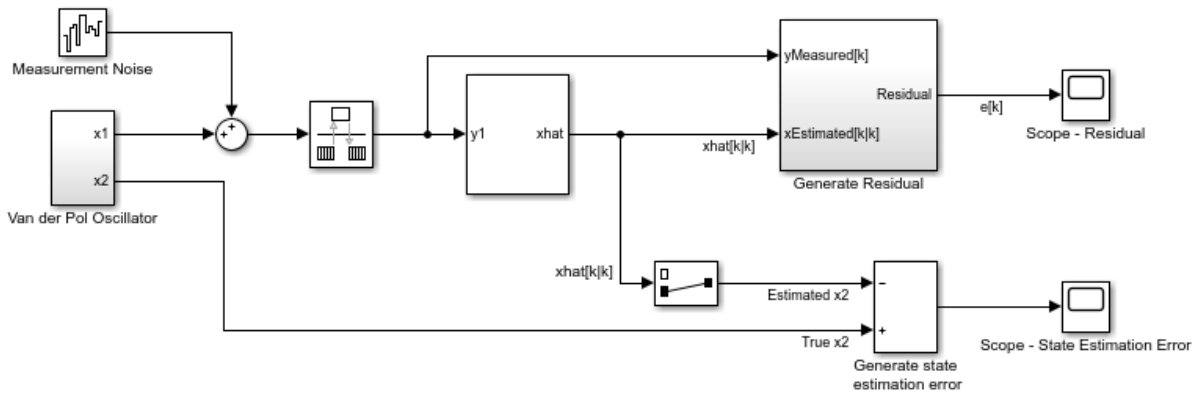 Measurement Noise
x1
x2
Van der Pol Oscillator
y1
xhat
xhat[k|k]
yMeasured[k]
xEstimated[k|k]
Residual
Generate Residual
e[k]
Scope - Residual
xhat[k|k]
Estimated x2
True x2
Generate state
estimation error
Scope - State Estimation Error